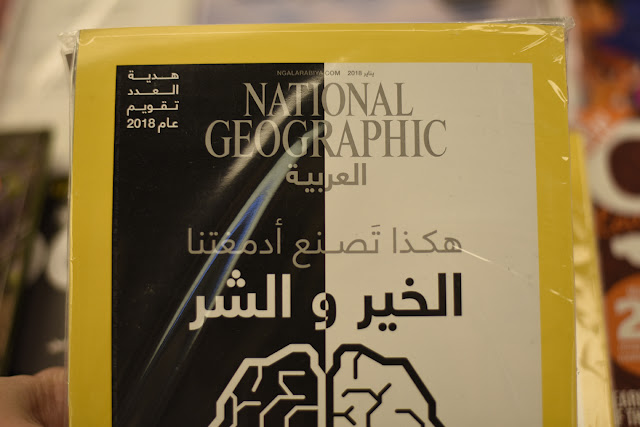 هدية
العدد
تقويم
عام 2018
NGALARABIYA.COM يناير 2018
NATIONAL
GEOGRAPHIC
العربية
هكذا تَصنع أدمغتنا
الخير و الشر